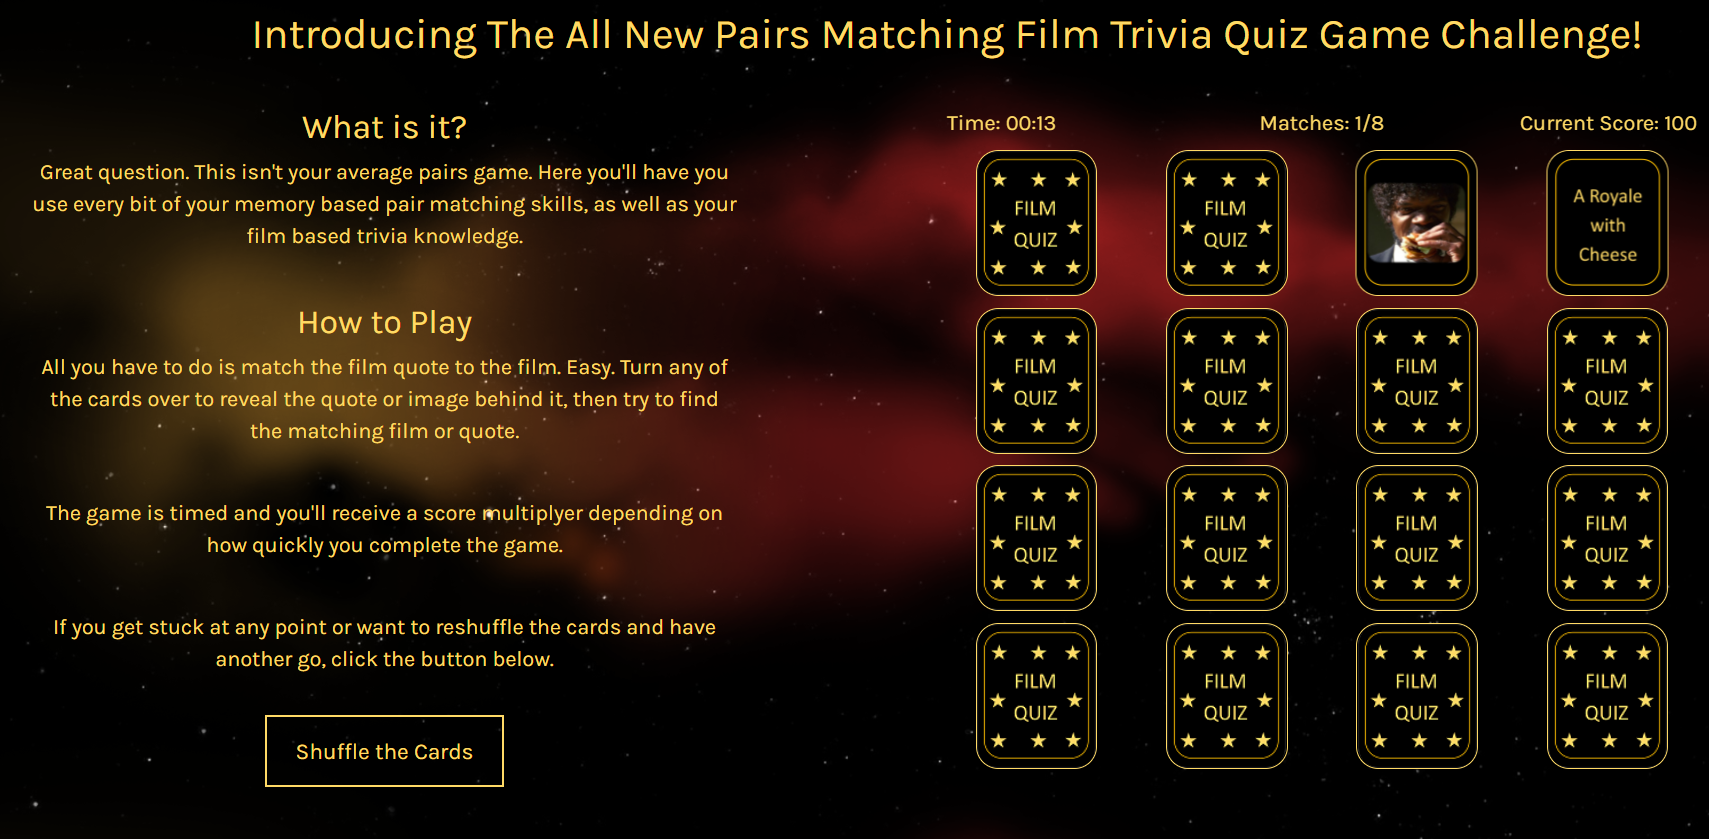 Introducing The All New Pairs Matching Film Trivia Quiz Game Challenge!
What is it?
Great question. This isn't your average pairs game. Here you'll have you
use every bit of your memory based pair matching skills, as well as your
film based trivia knowledge.
How to Play
All you have to do is match the film quote to the film. Easy. Turn any of
the cards over to reveal the quote or image behind it, then try to find
the matching film or quote.
The game is timed and you'll receive a score multiplyer depending on
how quickly you complete the game.
If you get stuck at any point or want to reshuffle the cards and have
another go, click the button below.
Shuffle the Cards
Time: 00:13
Matches: 1/8
Current Score: 100
FILM
QUIZ
FILM
QUIZ
A Royale
with
Cheese
FILM
QUIZ
FILM
QUIZ
FILM
QUIZ
FILM
QUIZ
FILM
QUIZ
FILM
QUIZ
FILM
QUIZ
FILM
QUIZ
FILM
QUIZ
FILM
QUIZ
FILM
QUIZ
FILM
QUIZ